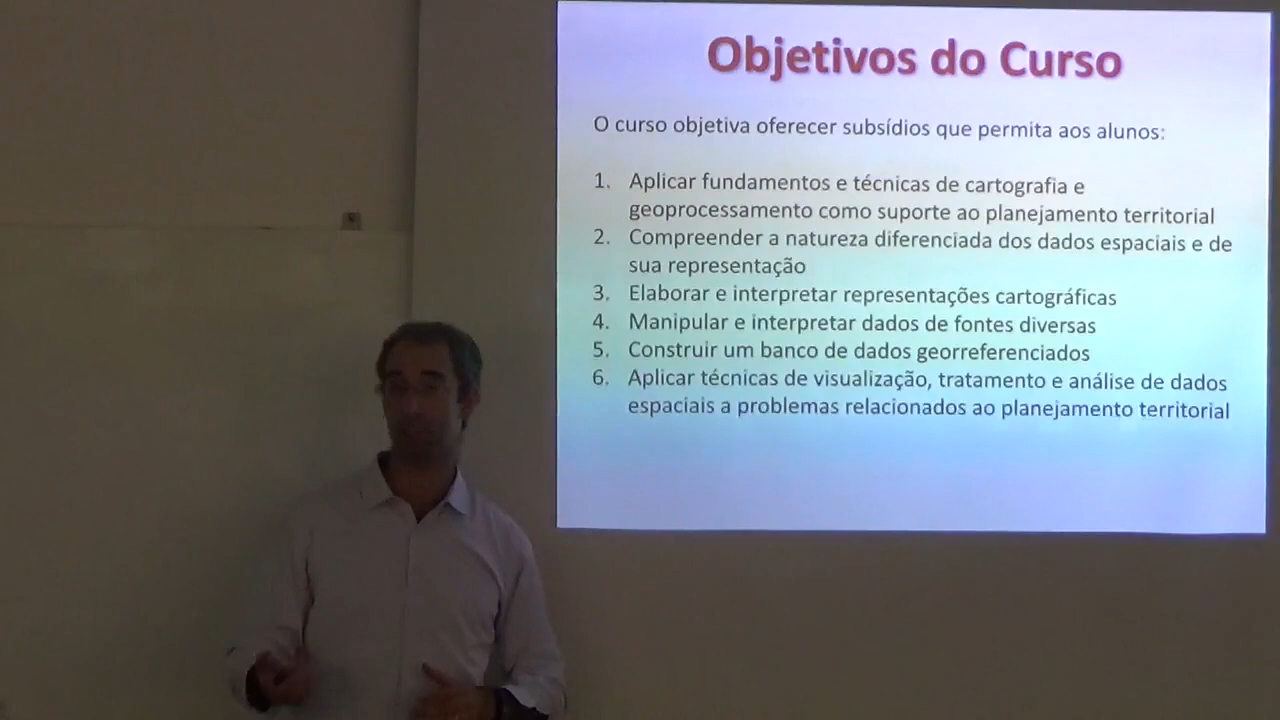 Objetivos do Curso
O curso objetiva oferecer subsídios que permita aos alunos:
1. Aplicar fundamentos e técnicas de cartografia e
geoprocessamento como suporte ao planejamento territorial
2. Compreender a natureza diferenciada dos dados espaciais e de
sua representação
3. Elaborar e interpretar representações cartográficas
4. Manipular e interpretar dados de fontes diversas
5. Construir um banco de dados georreferenciados
6. Aplicar técnicas de visualização, tratamento e análise de dados
espaciais a problemas relacionados ao planejamento territorial